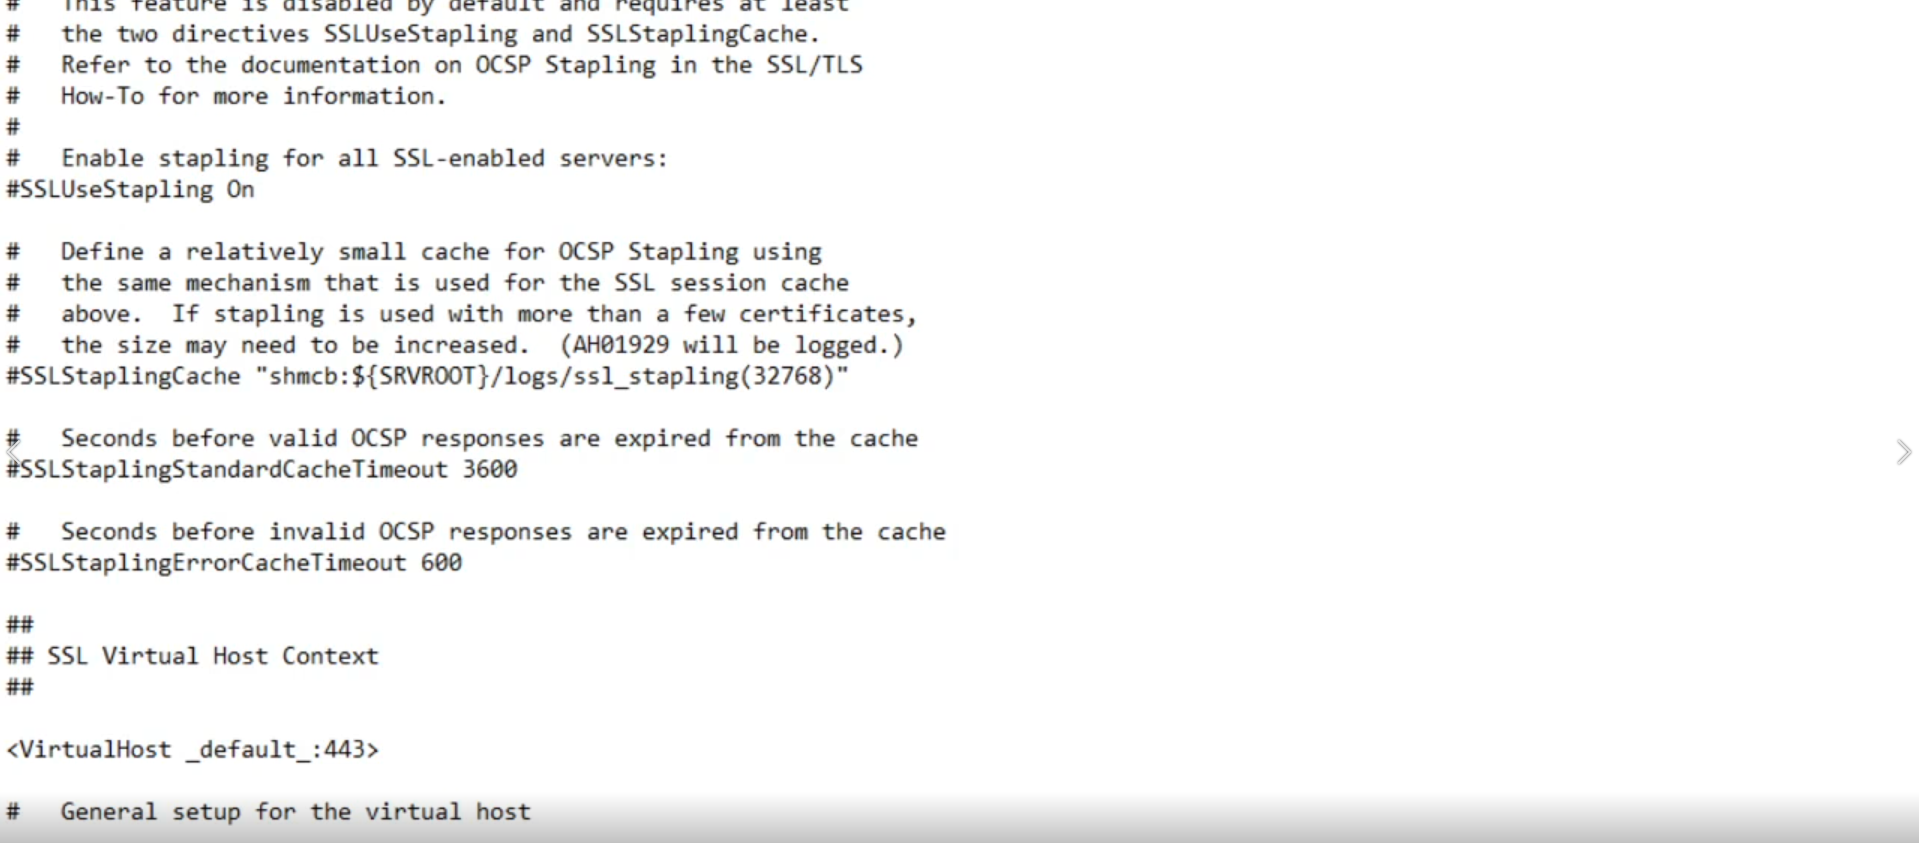 #   This feature is disabled by default and requires at least
#   the two directives SSLUseStapling and SSLStaplingCache.
#   Refer to the documentation on OCSP Stapling in the SSL/TLS
#   How-To for more information.
#
#   Enable stapling for all SSL-enabled servers:
#SSLUseStapling On

#   Define a relatively small cache for OCSP Stapling using
#   the same mechanism that is used for the SSL session cache
#   above.  If stapling is used with more than a few certificates,
#   the size may need to be increased.  (AH01929 will be logged.)
#SSLStaplingCache "shmcb:${SRVROOT}/logs/ssl_stapling(32768)"

#   Seconds before valid OCSP responses are expired from the cache
#SSLStaplingStandardCacheTimeout 3600

#   Seconds before invalid OCSP responses are expired from the cache
#SSLStaplingErrorCacheTimeout 600

##
## SSL Virtual Host Context
##

<VirtualHost _default_:443>

#   General setup for the virtual host